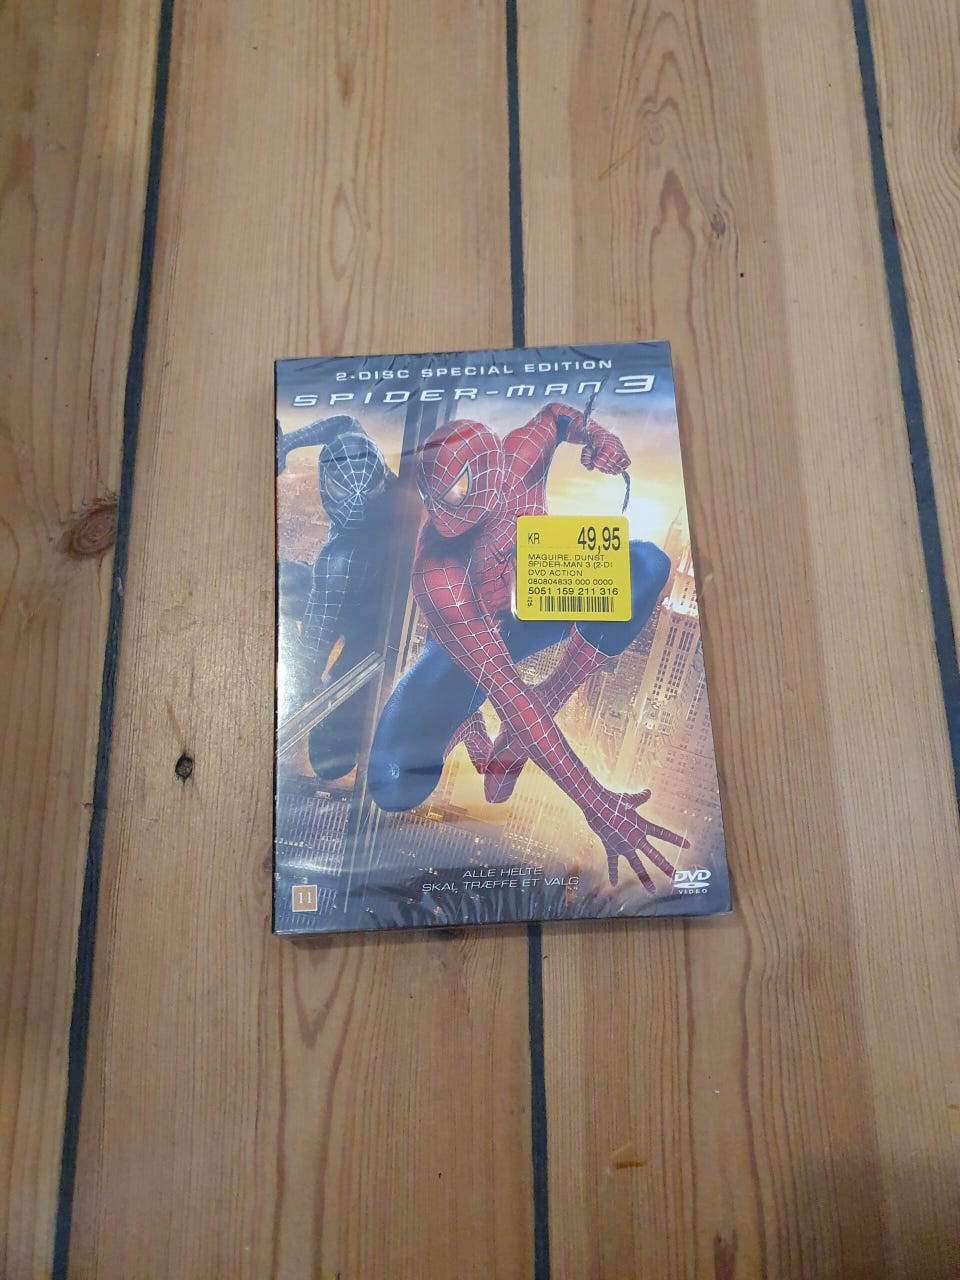 2-DISC SPECIAL EDITION
SPIDER-MAN 3
KR 49,95
MAGUIRE, DUNST
SPIDER-MAN 3 (2-DI
DVD ACTION
080804833 000 0000
5051 159 211 316
125
ALLE HELTE
SKAL TRÆFFE ET VALG
11
DVD
VIDEO